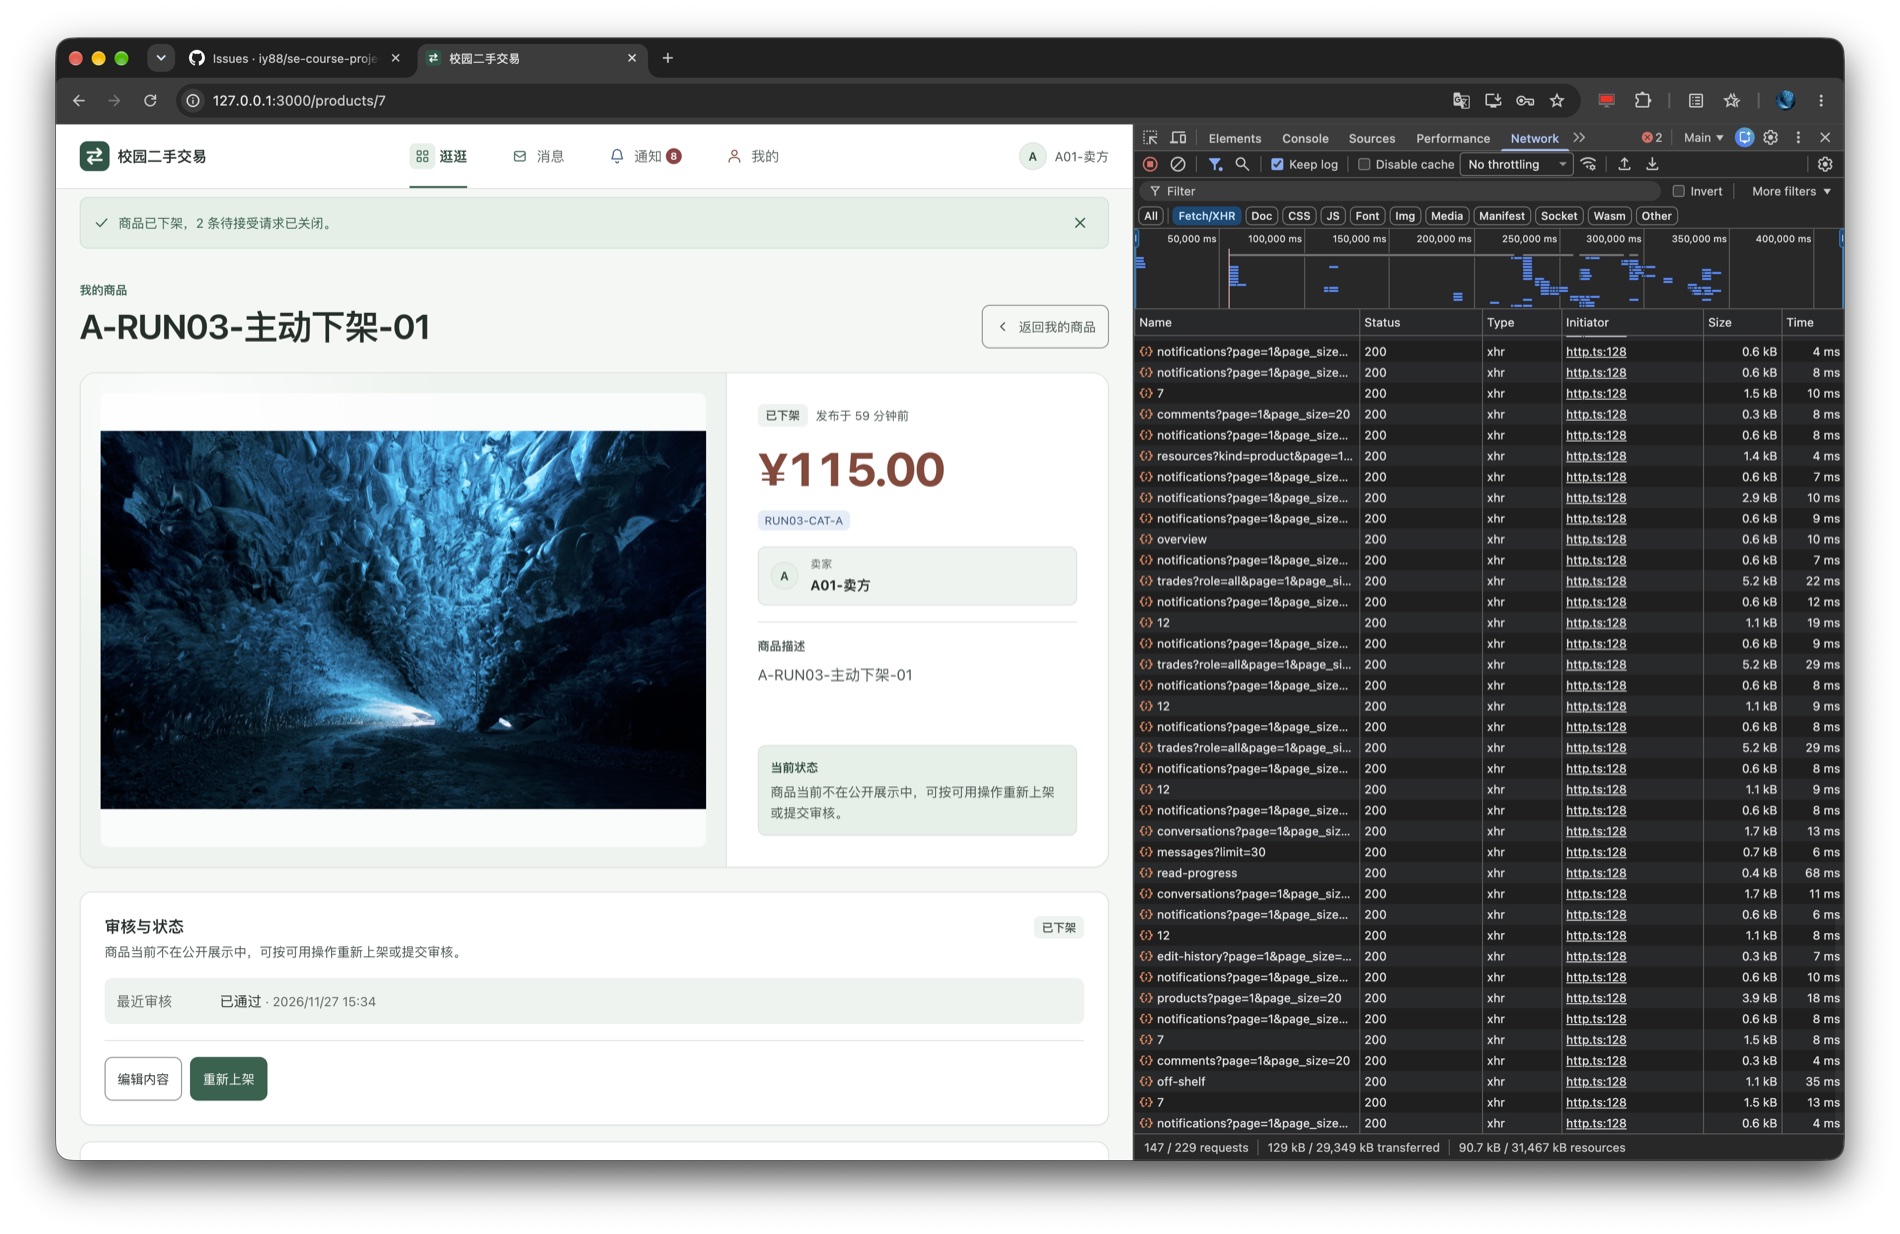 Issues · iy88/se-course-proje
校园二手交易
127.0.0.1:3000/products/7
校园二手交易
逛逛
消息
通知 8
我的
A A01-卖方
商品已下架，2 条待接受请求已关闭。
我的商品
A-RUN03-主动下架-01
返回我的商品
已下架 发布于 59 分钟前
¥115.00
RUN03-CAT-A
A
卖家
A01-卖方
商品描述
A-RUN03-主动下架-01
当前状态
商品当前不在公开展示中，可按可用操作重新上架
或提交审核。
审核与状态
已下架
商品当前不在公开展示中，可按可用操作重新上架或提交审核。
最近审核 已通过 · 2026/11/27 15:34
编辑内容 重新上架
Elements Console Sources Performance Network 2 Main
Keep log Disable cache No throttling
Filter Invert More filters
All Fetch/XHR Doc CSS JS Font Img Media Manifest Socket Wasm Other
50,000 ms 100,000 ms 150,000 ms 200,000 ms 250,000 ms 300,000 ms 350,000 ms 400,000 ms
Name Status Type Initiator Size Time
notifications?page=1&page_size... 200 xhr http.ts:128 0.6 kB 4 ms
notifications?page=1&page_size... 200 xhr http.ts:128 0.6 kB 8 ms
7 200 xhr http.ts:128 1.5 kB 10 ms
comments?page=1&page_size=20 200 xhr http.ts:128 0.3 kB 8 ms
notifications?page=1&page_size... 200 xhr http.ts:128 0.6 kB 8 ms
resources?kind=product&page=1... 200 xhr http.ts:128 1.4 kB 4 ms
notifications?page=1&page_size... 200 xhr http.ts:128 0.6 kB 7 ms
notifications?page=1&page_size... 200 xhr http.ts:128 2.9 kB 10 ms
notifications?page=1&page_size... 200 xhr http.ts:128 0.6 kB 9 ms
overview 200 xhr http.ts:128 0.6 kB 10 ms
notifications?page=1&page_size... 200 xhr http.ts:128 0.6 kB 7 ms
trades?role=all&page=1&page_si... 200 xhr http.ts:128 5.2 kB 22 ms
notifications?page=1&page_size... 200 xhr http.ts:128 0.6 kB 12 ms
12 200 xhr http.ts:128 1.1 kB 19 ms
notifications?page=1&page_size... 200 xhr http.ts:128 0.6 kB 9 ms
trades?role=all&page=1&page_si... 200 xhr http.ts:128 5.2 kB 29 ms
notifications?page=1&page_size... 200 xhr http.ts:128 0.6 kB 8 ms
12 200 xhr http.ts:128 1.1 kB 9 ms
notifications?page=1&page_size... 200 xhr http.ts:128 0.6 kB 8 ms
trades?role=all&page=1&page_si... 200 xhr http.ts:128 5.2 kB 29 ms
notifications?page=1&page_size... 200 xhr http.ts:128 0.6 kB 8 ms
12 200 xhr http.ts:128 1.1 kB 9 ms
notifications?page=1&page_size... 200 xhr http.ts:128 0.6 kB 8 ms
conversations?page=1&page_siz... 200 xhr http.ts:128 1.7 kB 13 ms
messages?limit=30 200 xhr http.ts:128 0.7 kB 6 ms
read-progress 200 xhr http.ts:128 0.4 kB 68 ms
conversations?page=1&page_siz... 200 xhr http.ts:128 1.7 kB 11 ms
notifications?page=1&page_size... 200 xhr http.ts:128 0.6 kB 6 ms
12 200 xhr http.ts:128 1.1 kB 8 ms
edit-history?page=1&page_size=... 200 xhr http.ts:128 0.3 kB 7 ms
notifications?page=1&page_size... 200 xhr http.ts:128 0.6 kB 10 ms
products?page=1&page_size=20 200 xhr http.ts:128 3.9 kB 18 ms
notifications?page=1&page_size... 200 xhr http.ts:128 0.6 kB 8 ms
7 200 xhr http.ts:128 1.5 kB 8 ms
comments?page=1&page_size=20 200 xhr http.ts:128 0.3 kB 4 ms
off-shelf 200 xhr http.ts:128 1.1 kB 35 ms
7 200 xhr http.ts:128 1.5 kB 13 ms
notifications?page=1&page_size... 200 xhr http.ts:128 0.6 kB 4 ms
147 / 229 requests 129 kB / 29,349 kB transferred 90.7 kB / 31,467 kB resources